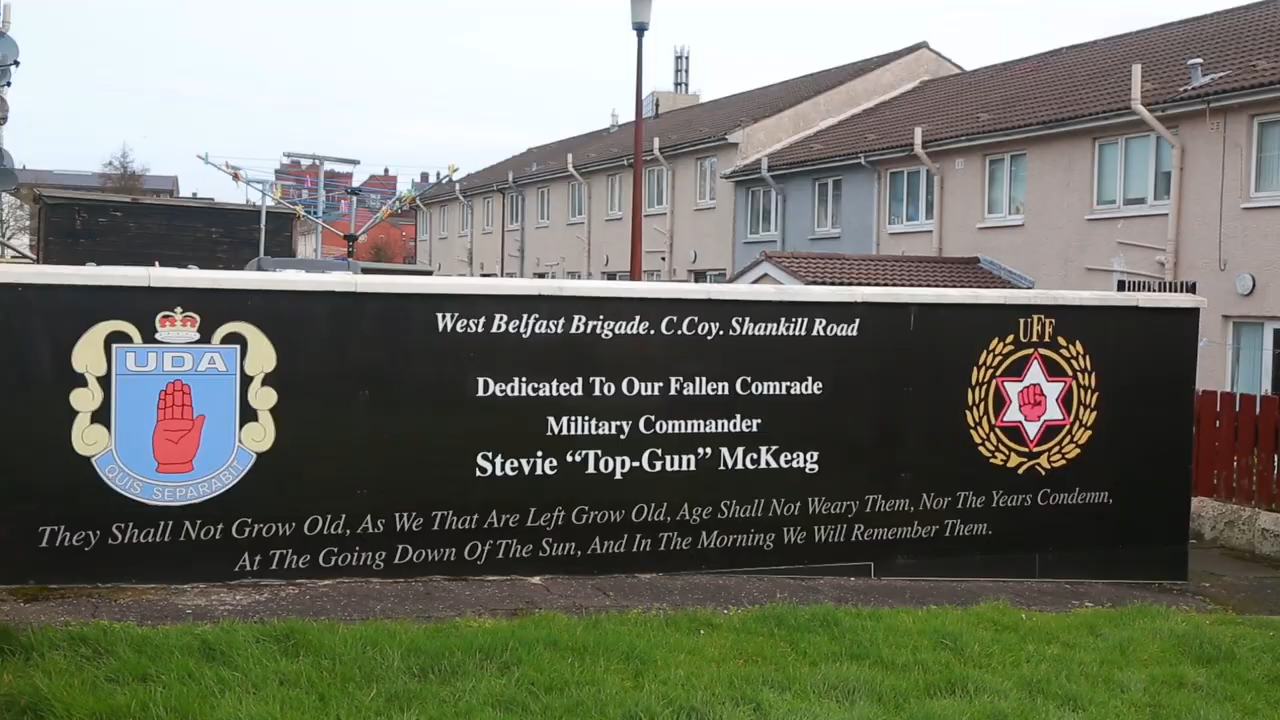 West Belfast Brigade. C.Coy. Shankill Road
UDA
QUIS SEPARABIT
UFF
Dedicated To Our Fallen Comrade
Military Commander
Stevie “Top-Gun” McKeag
They Shall Not Grow Old, As We That Are Left Grow Old, Age Shall Not Weary Them, Nor The Years Condemn,
At The Going Down Of The Sun, And In The Morning We Will Remember Them.